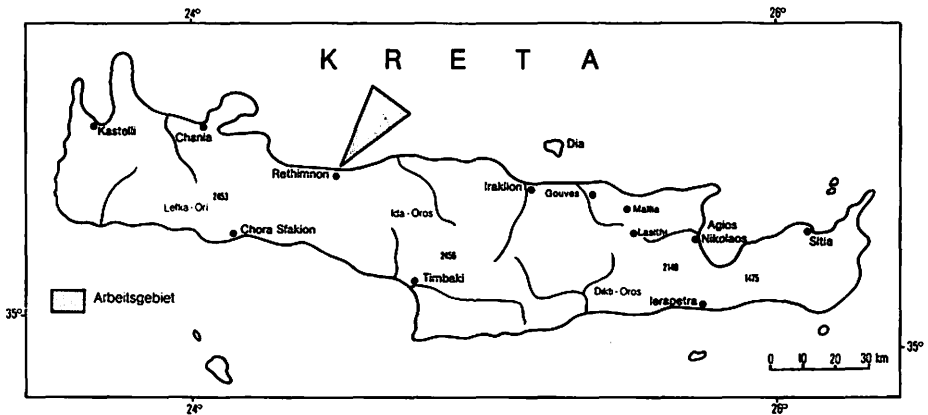 24°
26°
K R E T A
Kastelli
Chania
Dia
Rethimnon
Iraklion
Gouves
Mallia
2453
Lefka - Ori
Ida - Oros
Lasithi
Agios
Nikolaos
Sitia
Chora Sfakion
2456
2148
1475
Timbaki
Dikti - Oros
Ierapetra
Arbeitsgebiet
35°
35°
0 10 20 30 km
24°
26°